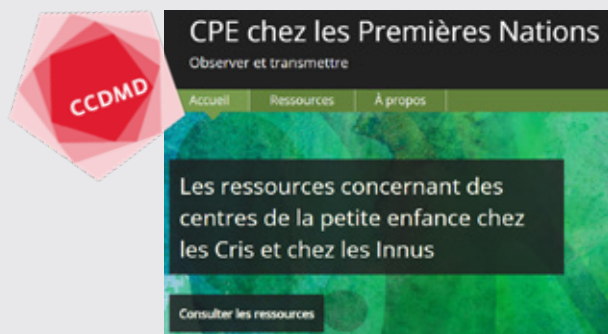 CCDMD
CPE chez les Premières Nations
Observer et transmettre
Accueil Ressources À propos
Les ressources concernant des
centres de la petite enfance chez
les Cris et chez les Innus
Consulter les ressources